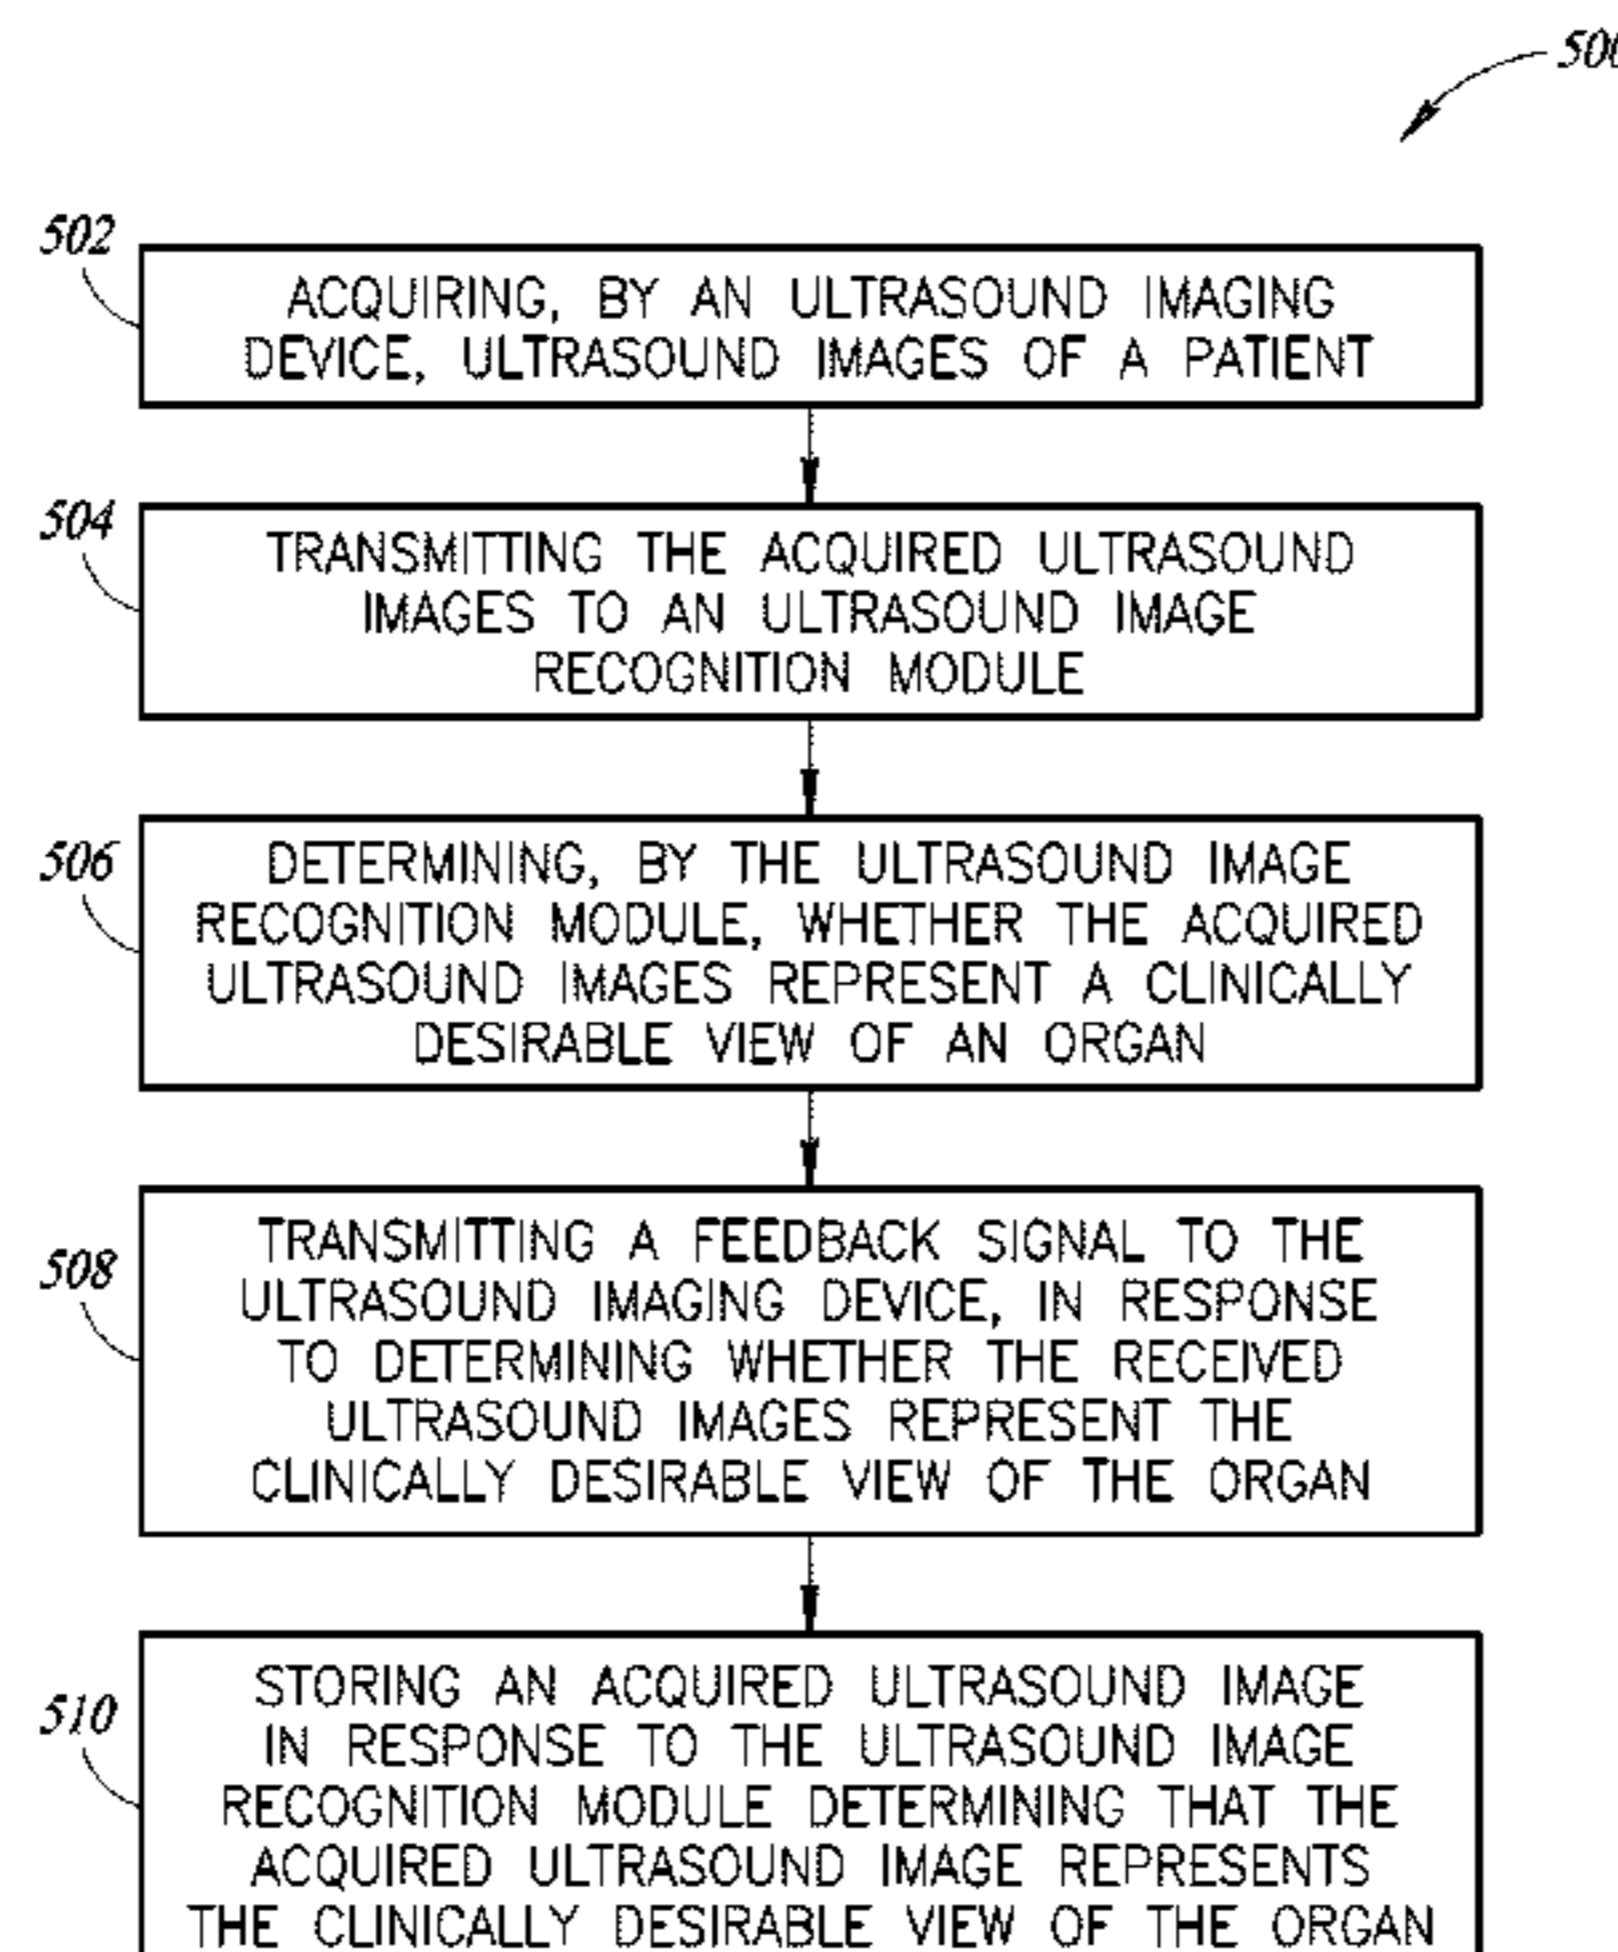 500
502
ACQUIRING, BY AN ULTRASOUND IMAGING
DEVICE, ULTRASOUND IMAGES OF A PATIENT
504
TRANSMITTING THE ACQUIRED ULTRASOUND
IMAGES TO AN ULTRASOUND IMAGE
RECOGNITION MODULE
506
DETERMINING, BY THE ULTRASOUND IMAGE
RECOGNITION MODULE, WHETHER THE ACQUIRED
ULTRASOUND IMAGES REPRESENT A CLINICALLY
DESIRABLE VIEW OF AN ORGAN
508
TRANSMITTING A FEEDBACK SIGNAL TO THE
ULTRASOUND IMAGING DEVICE, IN RESPONSE
TO DETERMINING WHETHER THE RECEIVED
ULTRASOUND IMAGES REPRESENT THE
CLINICALLY DESIRABLE VIEW OF THE ORGAN
510
STORING AN ACQUIRED ULTRASOUND IMAGE
IN RESPONSE TO THE ULTRASOUND IMAGE
RECOGNITION MODULE DETERMINING THAT THE
ACQUIRED ULTRASOUND IMAGE REPRESENTS
THE CLINICALLY DESIRABLE VIEW OF THE ORGAN